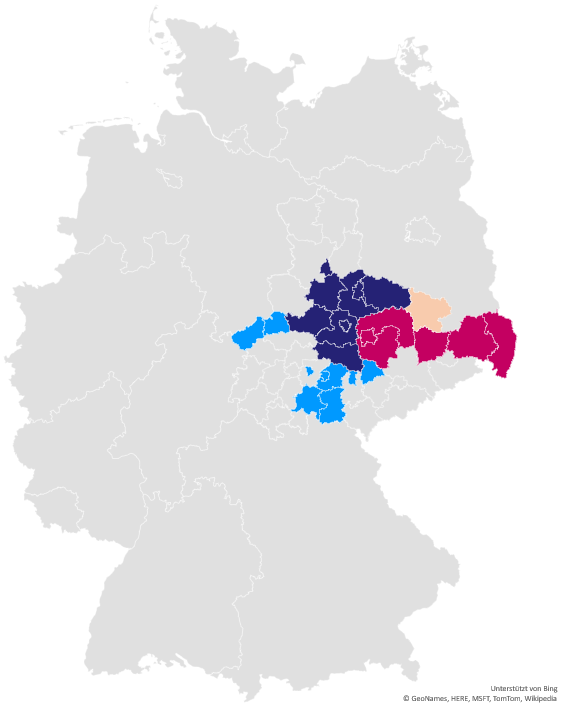 Unterstützt von Bing
© GeoNames, HERE, MSFT, TomTom, Wikipedia